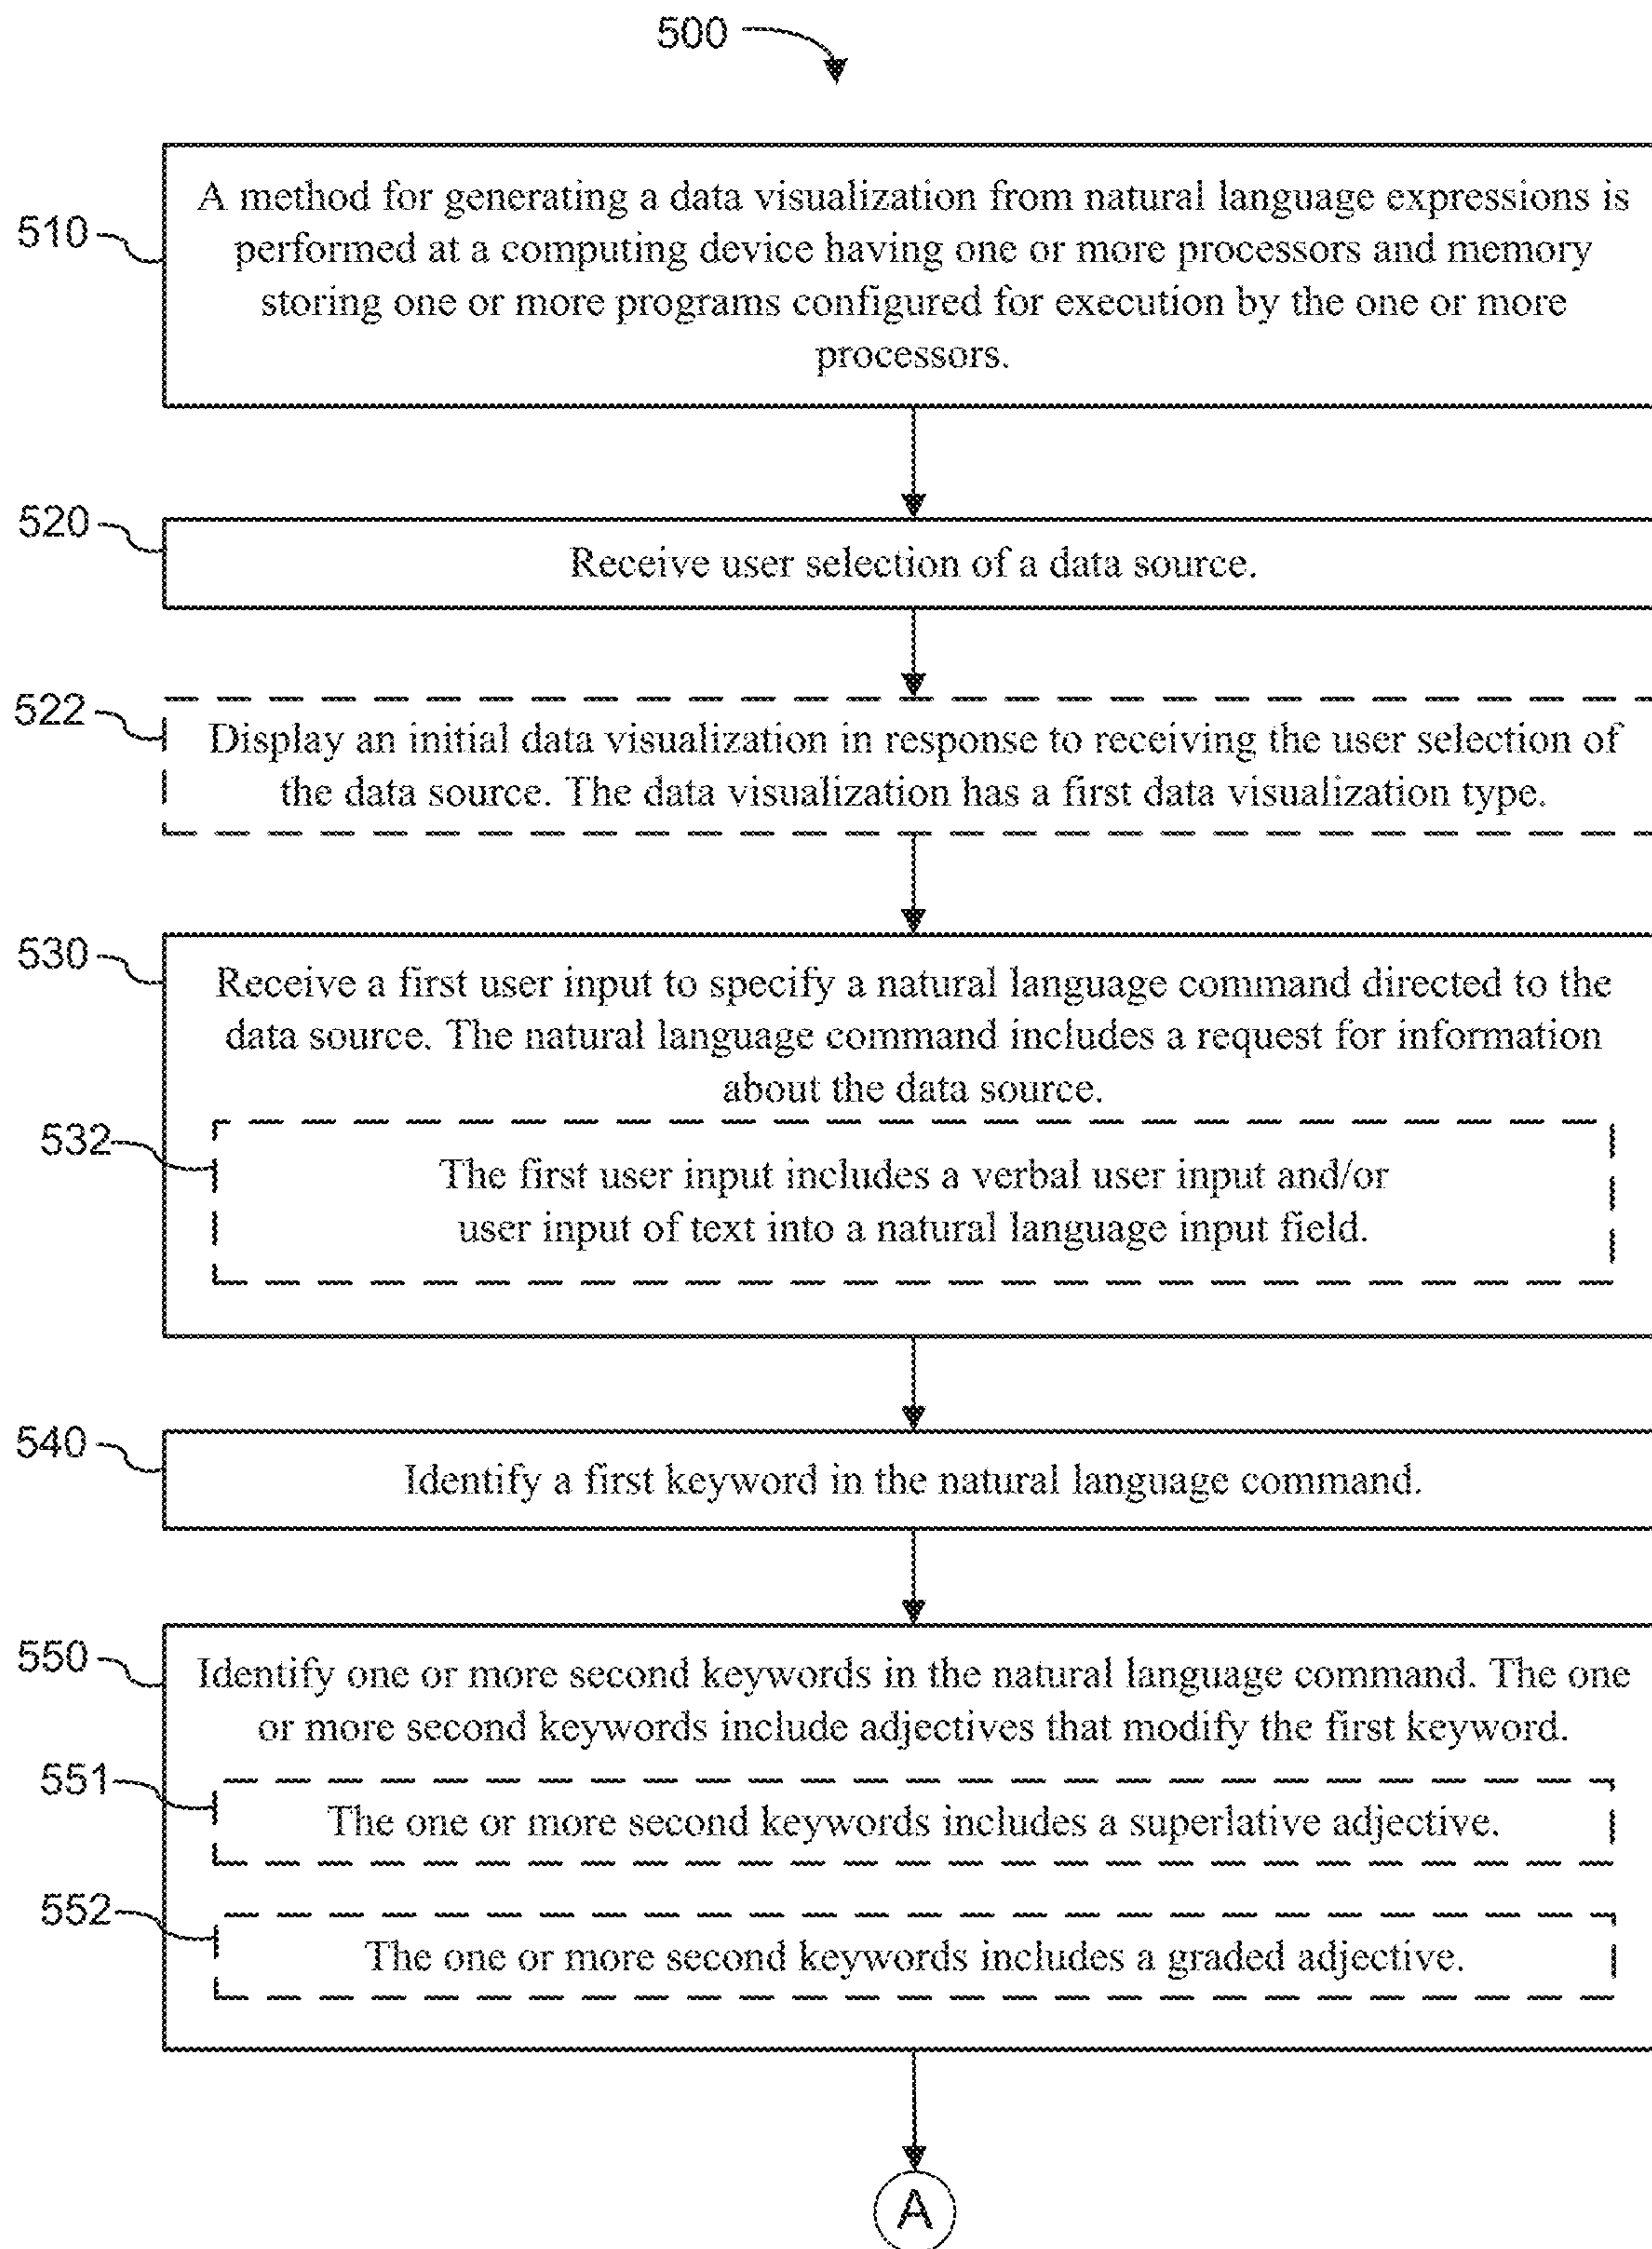 500
510
A method for generating a data visualization from natural language expressions is
performed at a computing device having one or more processors and memory
storing one or more programs configured for execution by the one or more
processors.
520
Receive user selection of a data source.
522
Display an initial data visualization in response to receiving the user selection of
the data source. The data visualization has a first data visualization type.
530
Receive a first user input to specify a natural language command directed to the
data source. The natural language command includes a request for information
about the data source.
532
The first user input includes a verbal user input and/or
user input of text into a natural language input field.
540
Identify a first keyword in the natural language command.
550
Identify one or more second keywords in the natural language command. The one
or more second keywords include adjectives that modify the first keyword.
551
The one or more second keywords includes a superlative adjective.
552
The one or more second keywords includes a graded adjective.
A